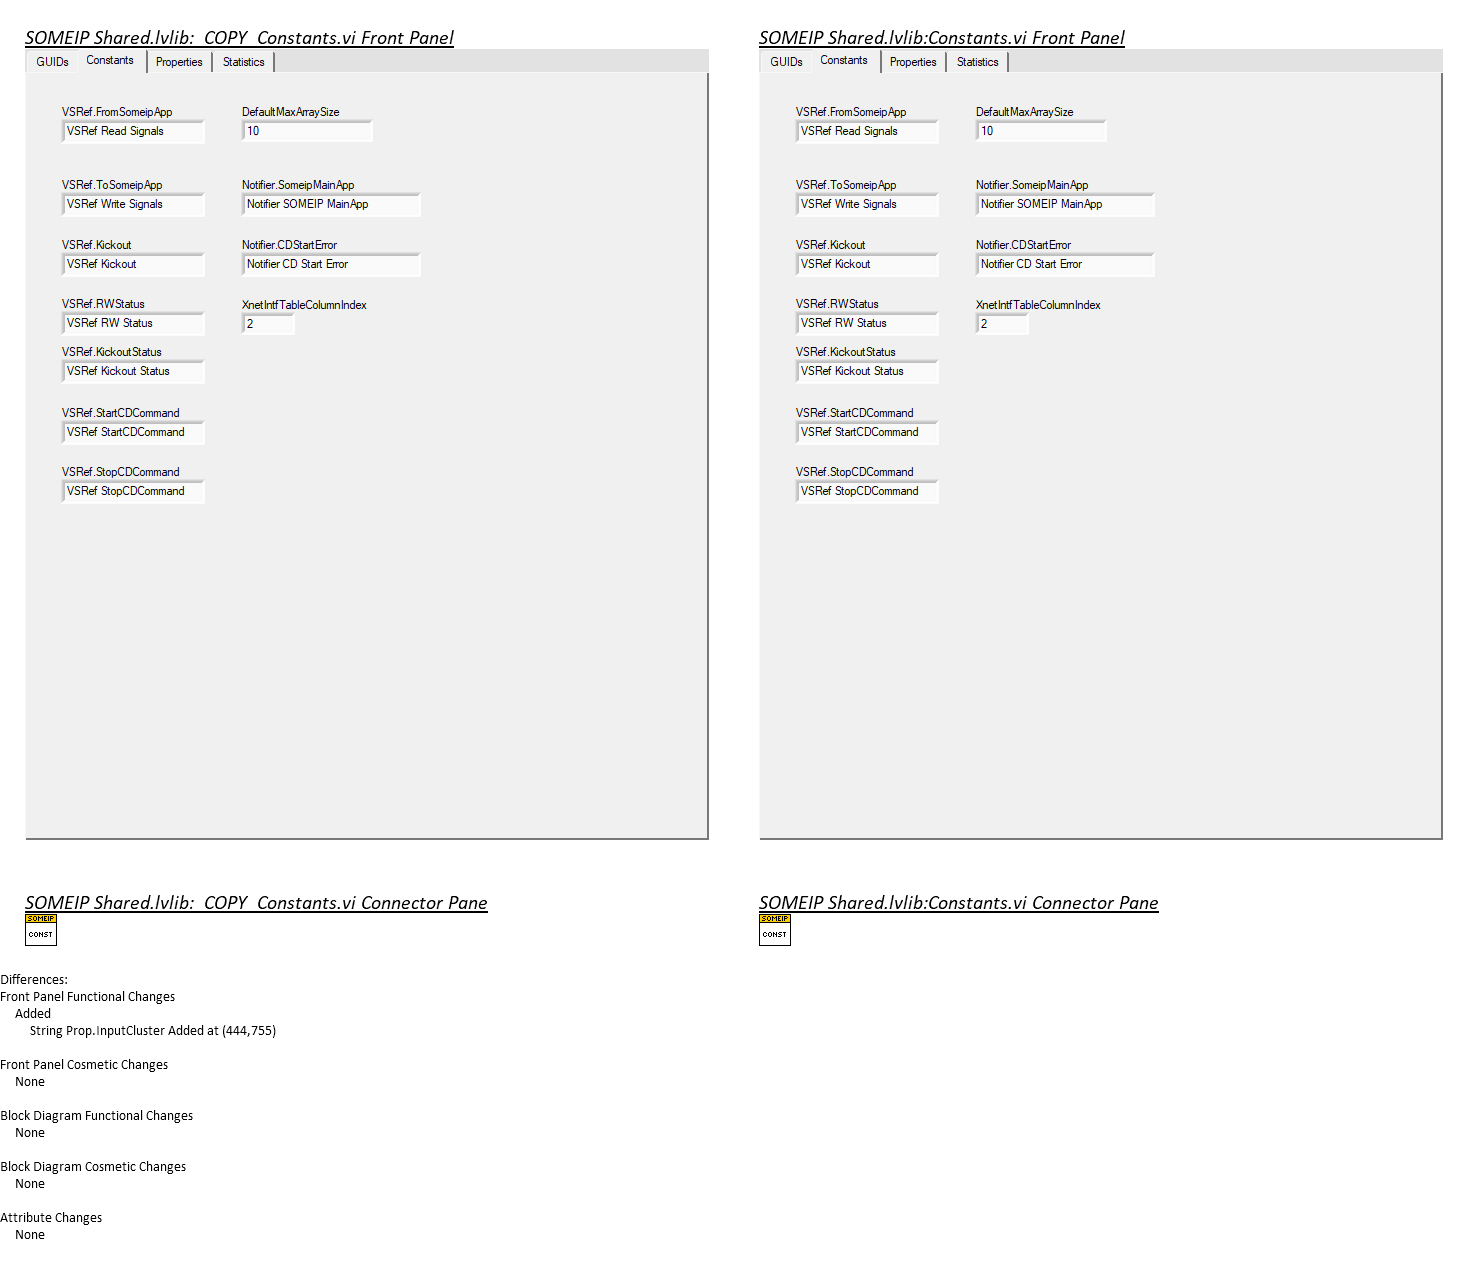 SOMEIP Shared.lvlib:_COPY_Constants.vi Front Panel
GUIDs Constants Properties Statistics
VSRef.FromSomeipApp DefaultMaxArraySize
VSRef Read Signals 10
VSRef.ToSomeipApp Notifier.SomeipMainApp
VSRef Write Signals Notifier SOMEIP MainApp
VSRef.Kickout Notifier.CDStartError
VSRef Kickout Notifier CD Start Error
VSRef.RWStatus XnetIntfTableColumnIndex
VSRef RW Status 2
VSRef.KickoutStatus
VSRef Kickout Status
VSRef.StartCDCommand
VSRef StartCDCommand
VSRef.StopCDCommand
VSRef StopCDCommand
SOMEIP Shared.lvlib:Constants.vi Front Panel
GUIDs Constants Properties Statistics
VSRef.FromSomeipApp DefaultMaxArraySize
VSRef Read Signals 10
VSRef.ToSomeipApp Notifier.SomeipMainApp
VSRef Write Signals Notifier SOMEIP MainApp
VSRef.Kickout Notifier.CDStartError
VSRef Kickout Notifier CD Start Error
VSRef.RWStatus XnetIntfTableColumnIndex
VSRef RW Status 2
VSRef.KickoutStatus
VSRef Kickout Status
VSRef.StartCDCommand
VSRef StartCDCommand
VSRef.StopCDCommand
VSRef StopCDCommand
SOMEIP Shared.lvlib:_COPY_Constants.vi Connector Pane
SOMEIP
CONST
SOMEIP Shared.lvlib:Constants.vi Connector Pane
SOMEIP
CONST
Differences:
Front Panel Functional Changes
Added
String Prop.InputCluster Added at (444,755)
Front Panel Cosmetic Changes
None
Block Diagram Functional Changes
None
Block Diagram Cosmetic Changes
None
Attribute Changes
None